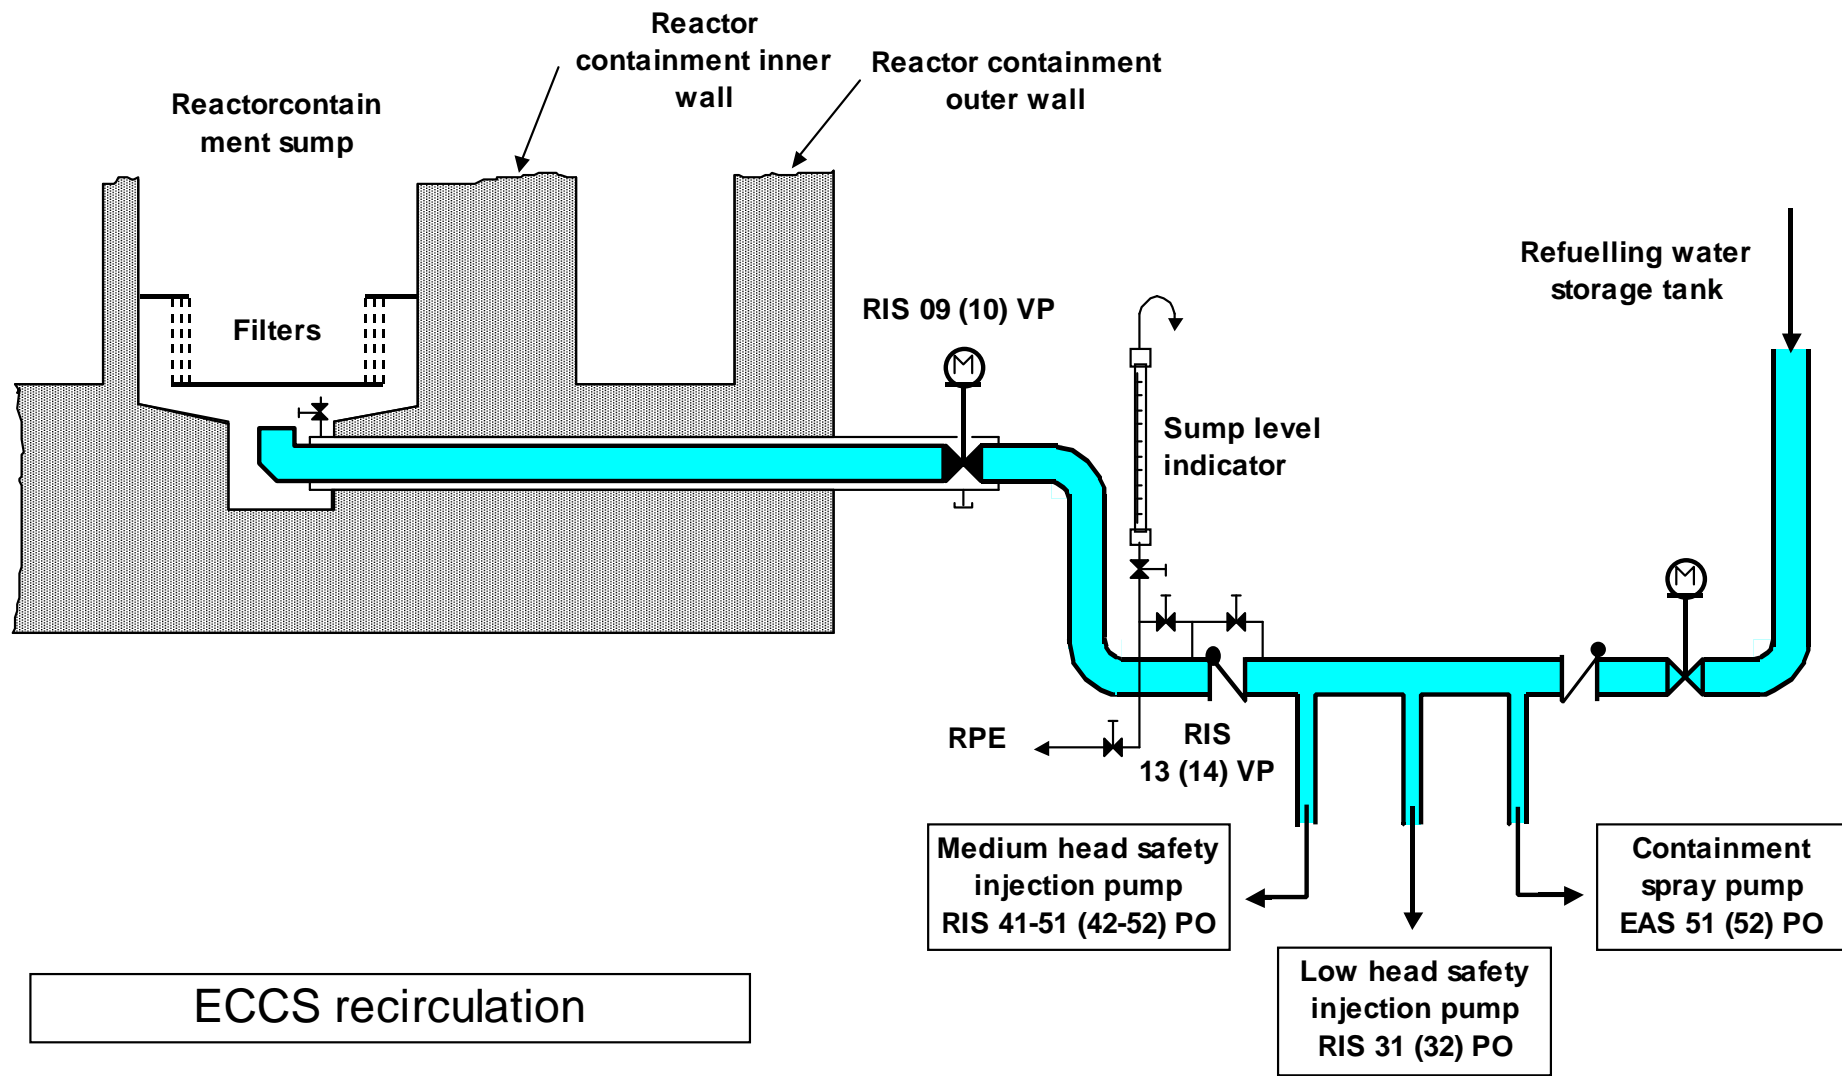 Reactor
containment inner
wall
Reactor containment
outer wall
Reactorcontain
ment sump
Refuelling water
storage tank
RIS 09 (10) VP
Filters
M
Sump level
indicator
M
RPE
RIS
13 (14) VP
Medium head safety
injection pump
RIS 41-51 (42-52) PO
Containment
spray pump
EAS 51 (52) PO
Low head safety
injection pump
RIS 31 (32) PO
ECCS recirulation